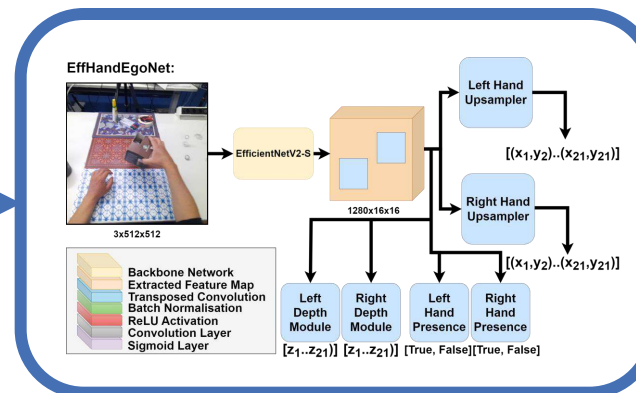 EffHandEgoNet:
3x512x512
EfficientNetV2-S
1280x16x16
Left Hand
Upsampler
[(x1,y2)..(x21,y21)]
Right Hand
Upsampler
[(x1,y2)..(x21,y21)]
Backbone Network
Extracted Feature Map
Transposed Convolution
Batch Normalisation
ReLU Activation
Convolution Layer
Sigmoid Layer
Left
Depth
Module
[z1..z21)]
Right
Depth
Module
[z1..z21)]
Left
Hand
Presence
[True, False]
Right
Hand
Presence
[True, False]